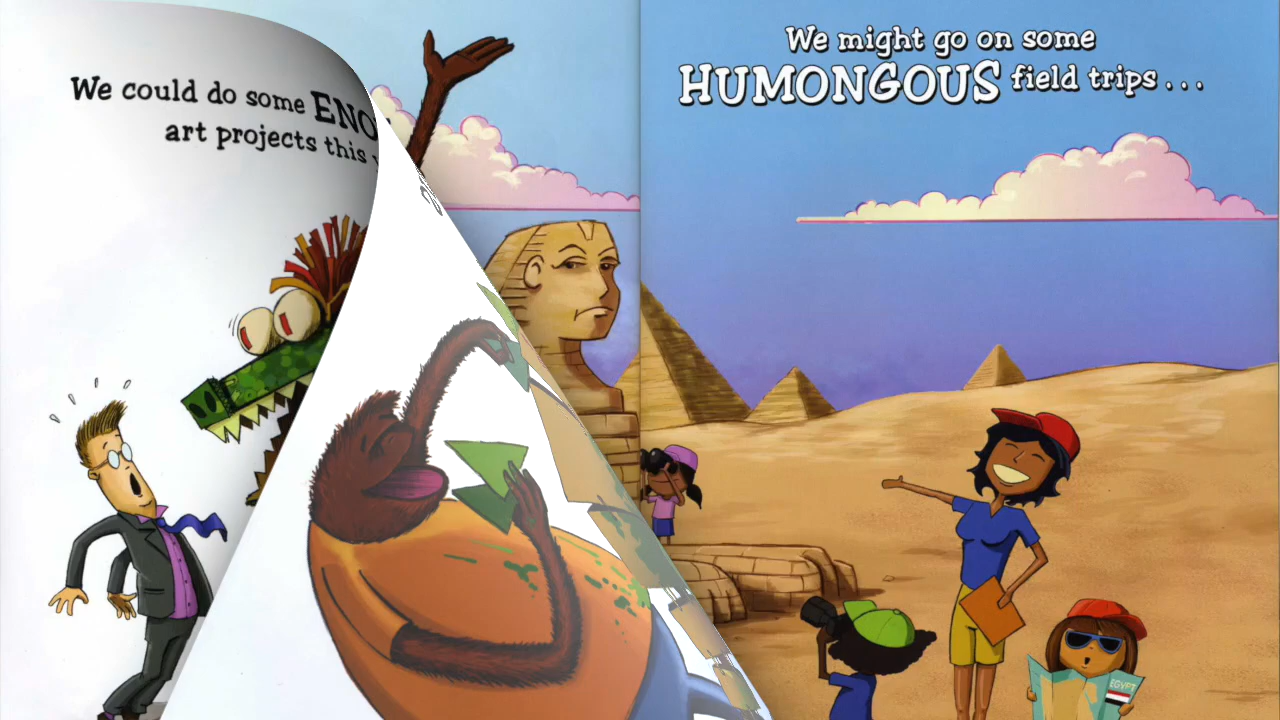 We could do some
art projects this
We might go on some
HUMONGOUS field trips . . .
EGYPT